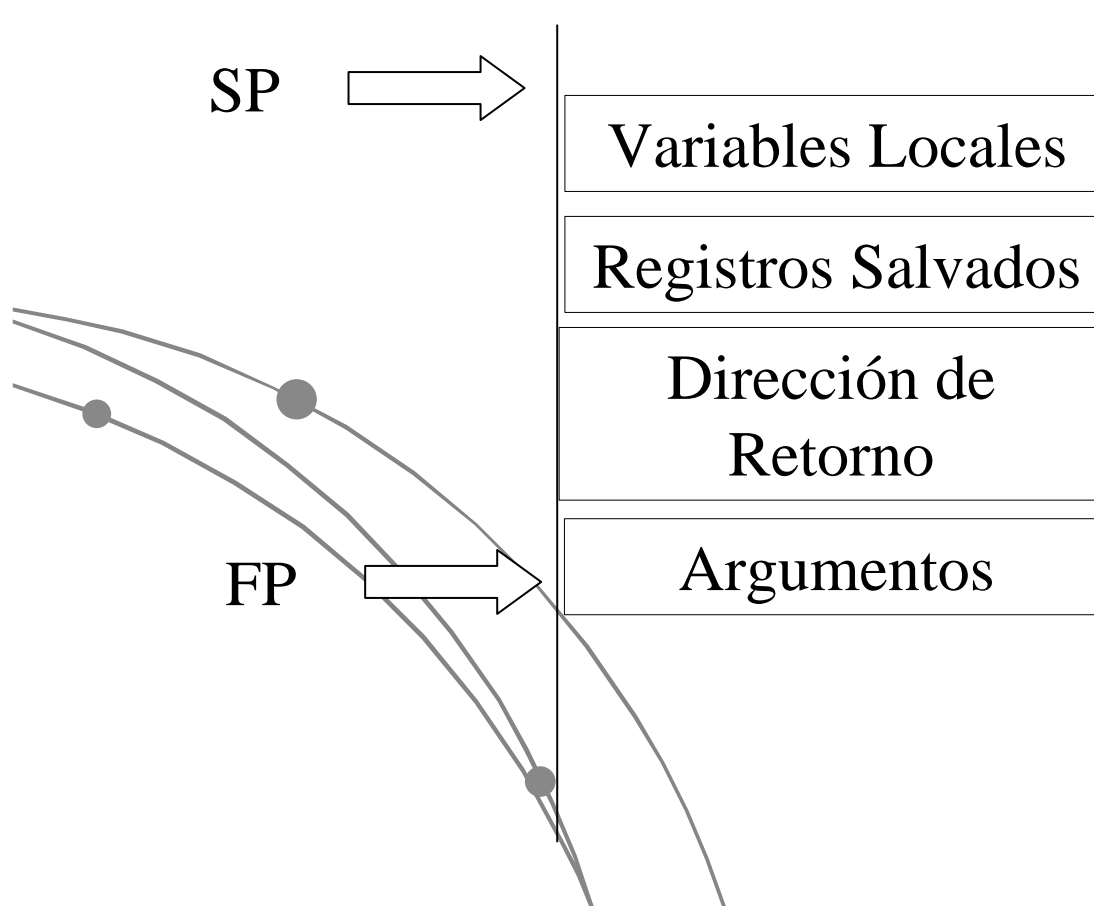 SP
Variables Locales
Registros Salvados
Dirección de
Retorno
FP
Argumentos